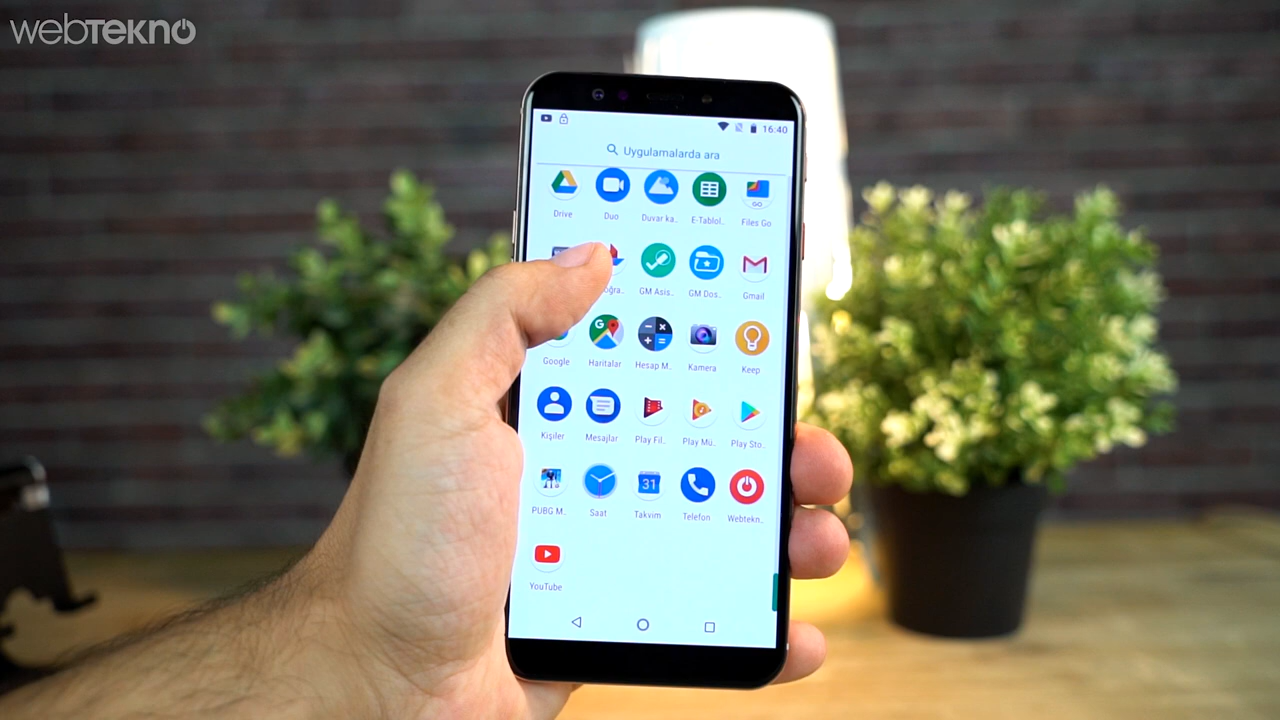 webTEKNO
16:40
Uygulamalarda ara
Drive
Duo
Duvar ka..
E-Tablol..
Files Go
GM Asis..
GM Dos..
Gmail
Google
Haritalar
Hesap M..
Kamera
Keep
Kişiler
Mesajlar
Play Fil..
Play Mü..
Play Sto..
PUBG M..
Saat
31
Takvim
Telefon
Webtekn..
YouTube